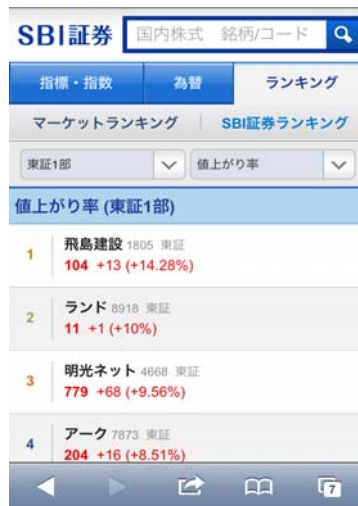 SBI証券 国内株式 銘柄/コード
指標・指数 為替 ランキング
マーケットランキング SBI証券ランキング
東証1部 値上がり率
値上がり率 (東証1部)
1 飛島建設 1805 東証
104 +13 (+14.28%)
2 ランド 8918 東証
11 +1 (+10%)
3 明光ネット 4668 東証
779 +68 (+9.56%)
4 アーク 7873 東証
204 +16 (+8.51%)
7